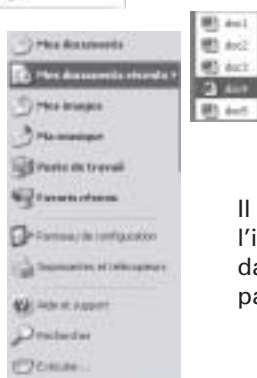 Mes documents
Mes documents récents
Mes images
Ma musique
Poste de travail
Favoris réseau
Panneau de configuration
Imprimantes et télécopieurs
Aide et support
Rechercher
Exécuter...
doc1
doc2
doc3
doc4
doc5
Il
l'i
da
pa